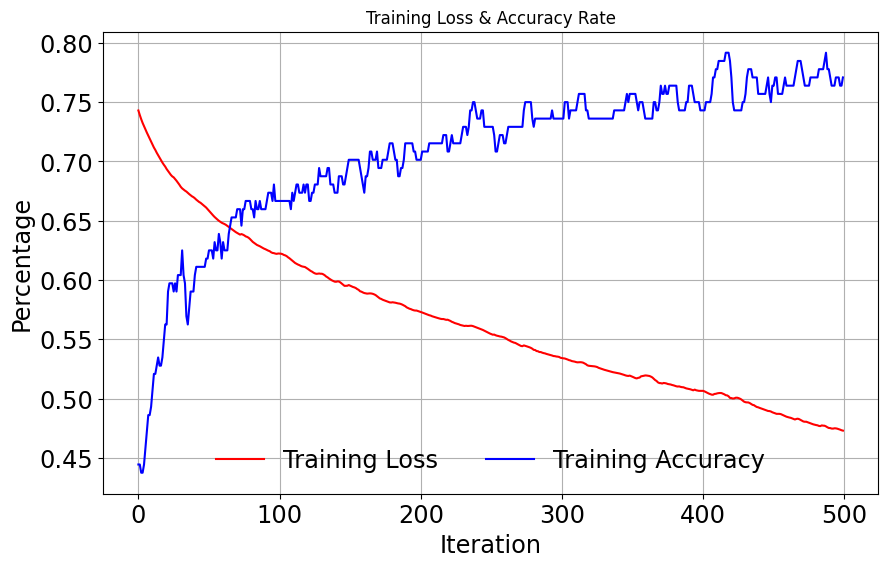 Training Loss & Accuracy Rate
0.80
0.75
0.70
0.65
0.60
0.55
0.50
0.45
Percentage
Training Loss Training Accuracy
0 100 200 300 400 500
Iteration